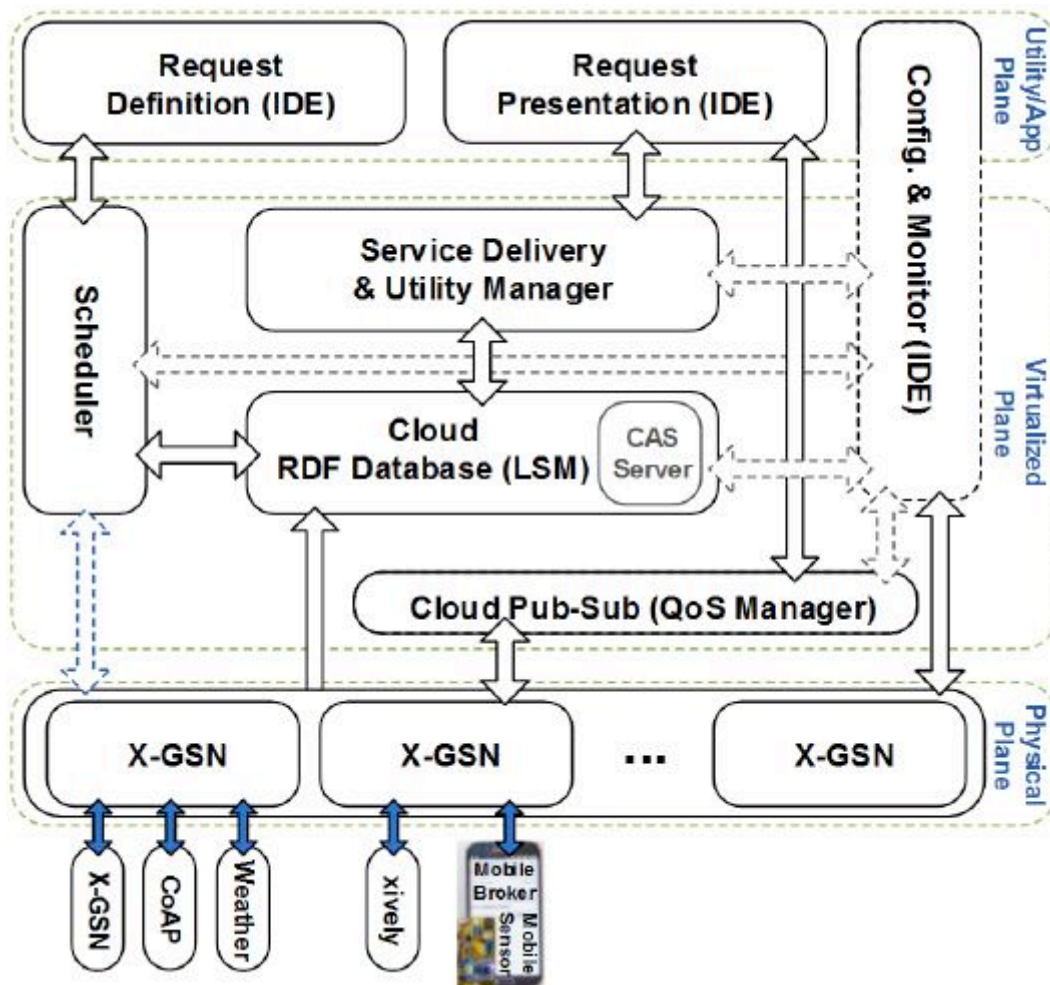 Request
Definition (IDE)
Request
Presentation (IDE)
Config. & Monitor (IDE)
Utility/App
Plane
Scheduler
Service Delivery
& Utility Manager
Cloud
RDF Database (LSM)
CAS
Server
Virtualized
Plane
Cloud Pub-Sub (QoS Manager)
X-GSN
X-GSN
...
X-GSN
Physical
Plane
X-GSN
CoAP
Weather
xively
Mobile
Broker
Mobile
Sensor